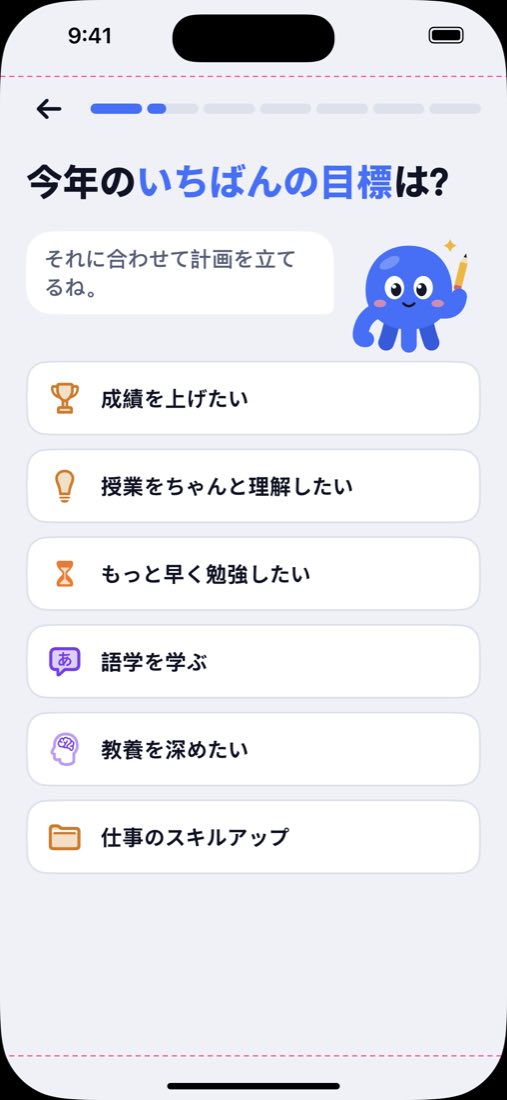 9:41
今年のいちばんの目標は?
それに合わせて計画を立て
るね。
成績を上げたい
授業をちゃんと理解したい
もっと早く勉強したい
あ
語学を学ぶ
教養を深めたい
仕事のスキルアップ